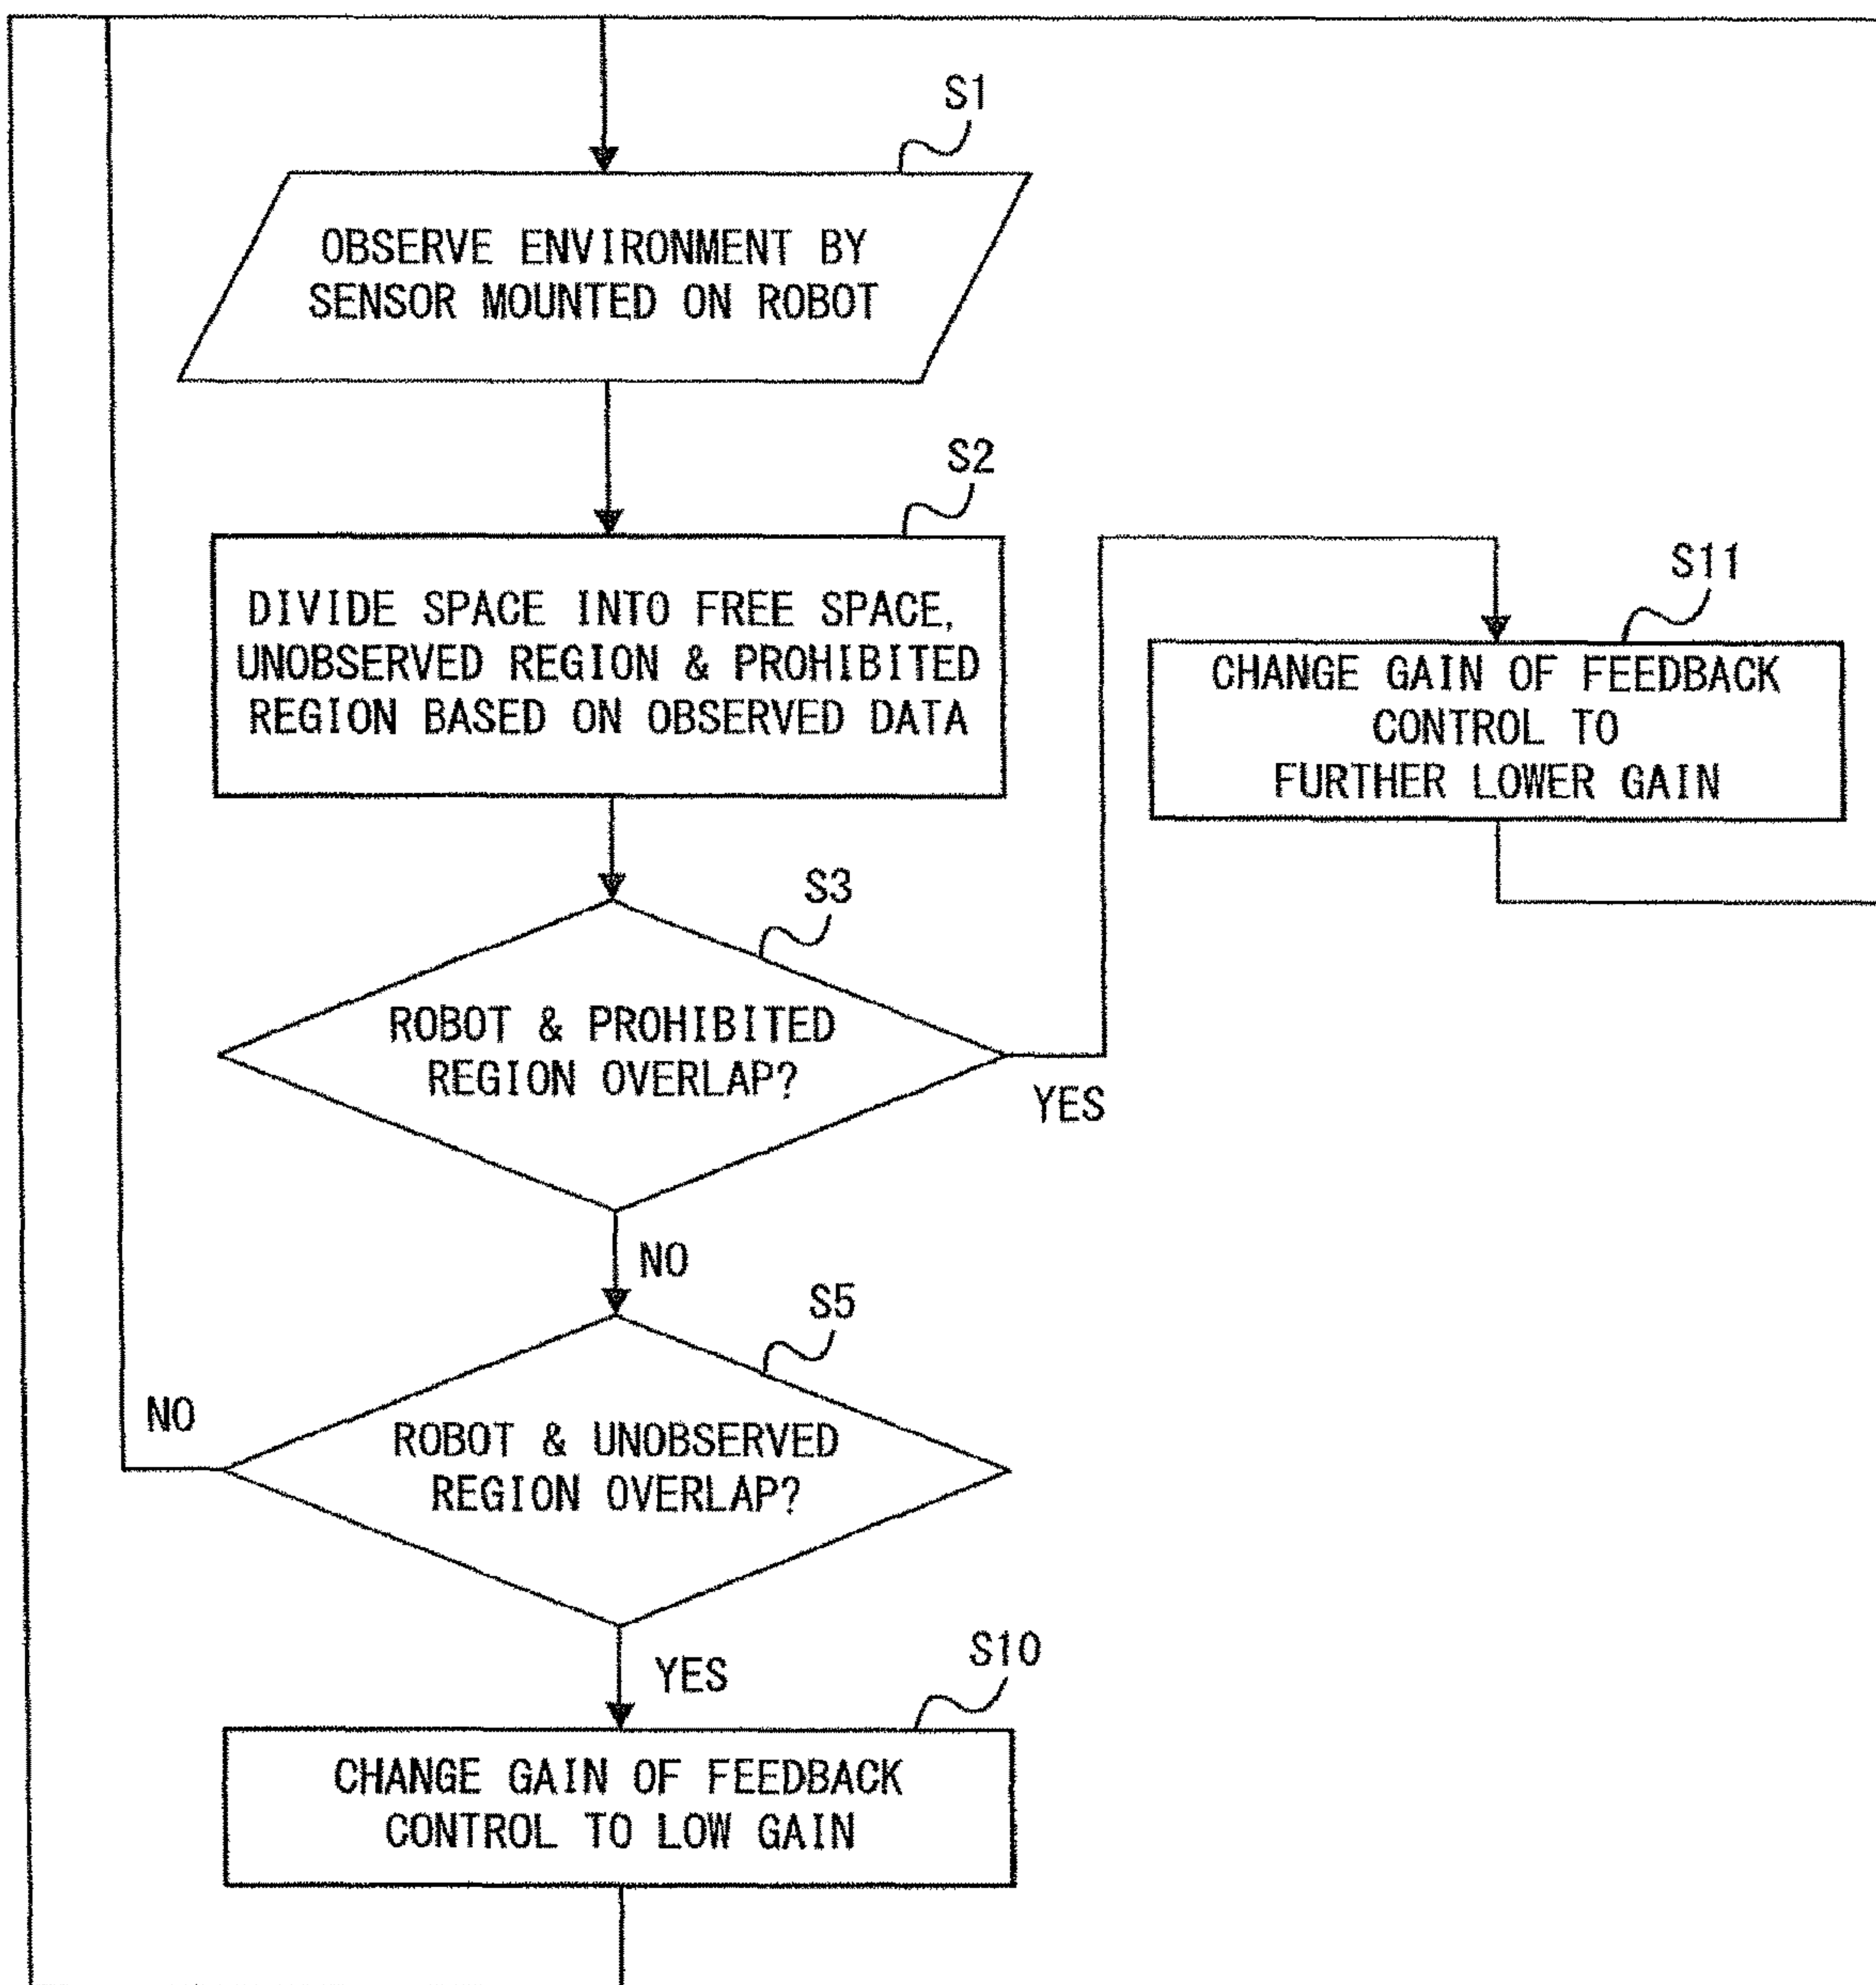 S1
OBSERVE ENVIRONMENT BY
SENSOR MOUNTED ON ROBOT
S2
DIVIDE SPACE INTO FREE SPACE,
UNOBSERVED REGION & PROHIBITED
REGION BASED ON OBSERVED DATA
S11
CHANGE GAIN OF FEEDBACK
CONTROL TO
FURTHER LOWER GAIN
S3
ROBOT & PROHIBITED
REGION OVERLAP?
YES
NO
S5
ROBOT & UNOBSERVED
REGION OVERLAP?
NO
YES
S10
CHANGE GAIN OF FEEDBACK
CONTROL TO LOW GAIN